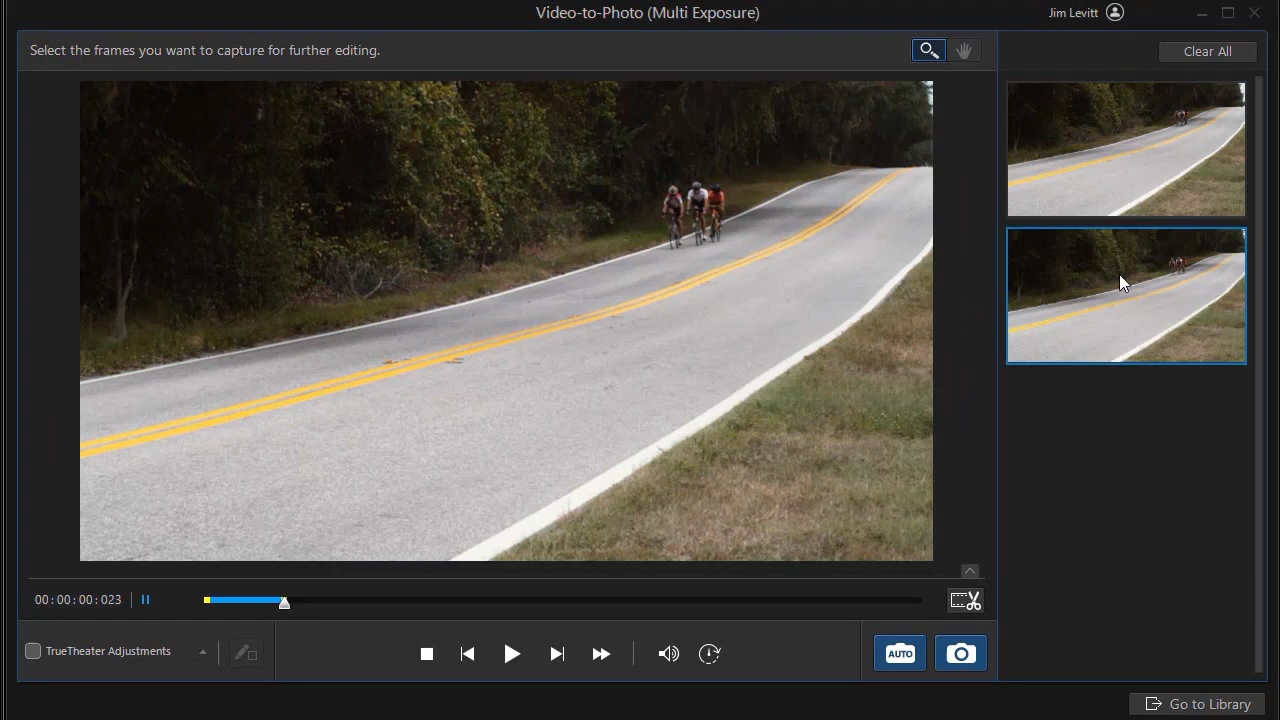 Video-to-Photo (Multi Exposure)
Jim Levitt
Select the frames you want to capture for further editing.
Clear All
00:00:00:023
TrueTheater Adjustments
AUTO
Go to Library